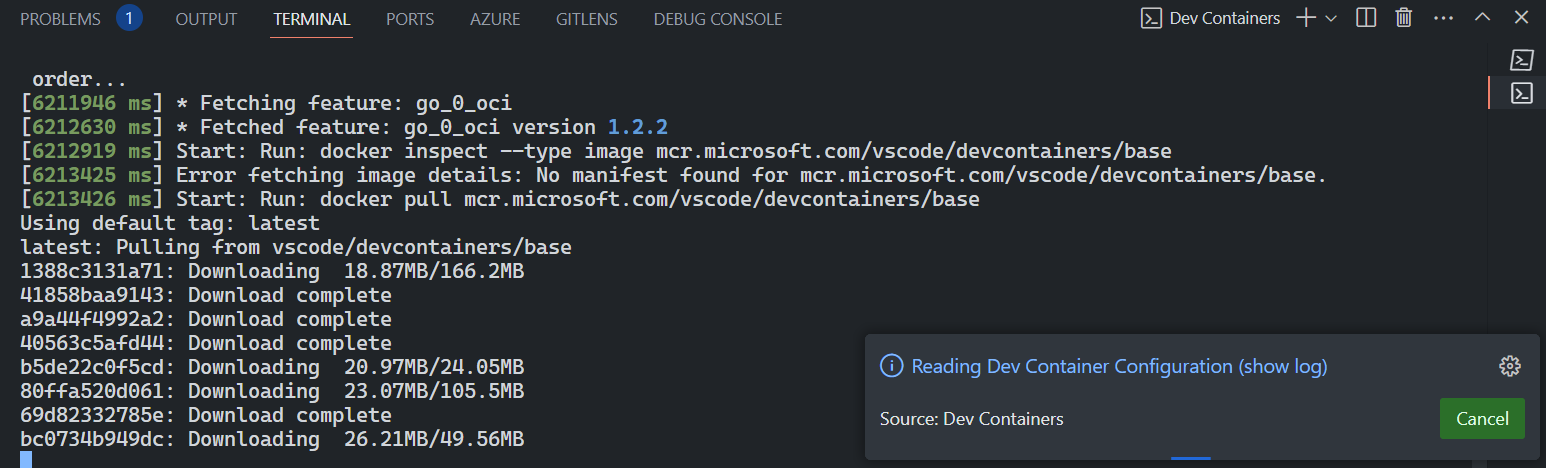 PROBLEMS 1 OUTPUT TERMINAL PORTS AZURE GITLENS DEBUG CONSOLE Dev Containers
order...
[6211946 ms] * Fetching feature: go_0_oci
[6212630 ms] * Fetched feature: go_0_oci version 1.2.2
[6212919 ms] Start: Run: docker inspect --type image mcr.microsoft.com/vscode/devcontainers/base
[6213425 ms] Error fetching image details: No manifest found for mcr.microsoft.com/vscode/devcontainers/base.
[6213426 ms] Start: Run: docker pull mcr.microsoft.com/vscode/devcontainers/base
Using default tag: latest
latest: Pulling from vscode/devcontainers/base
1388c3131a71: Downloading  18.87MB/166.2MB
41858baa9143: Download complete
a9a44f4992a2: Download complete
40563c5afd44: Download complete
b5de22c0f5cd: Downloading  20.97MB/24.05MB
80ffa520d061: Downloading  23.07MB/105.5MB
69d82332785e: Download complete
bc0734b949dc: Downloading  26.21MB/49.56MB
Reading Dev Container Configuration (show log)
Source: Dev Containers
Cancel